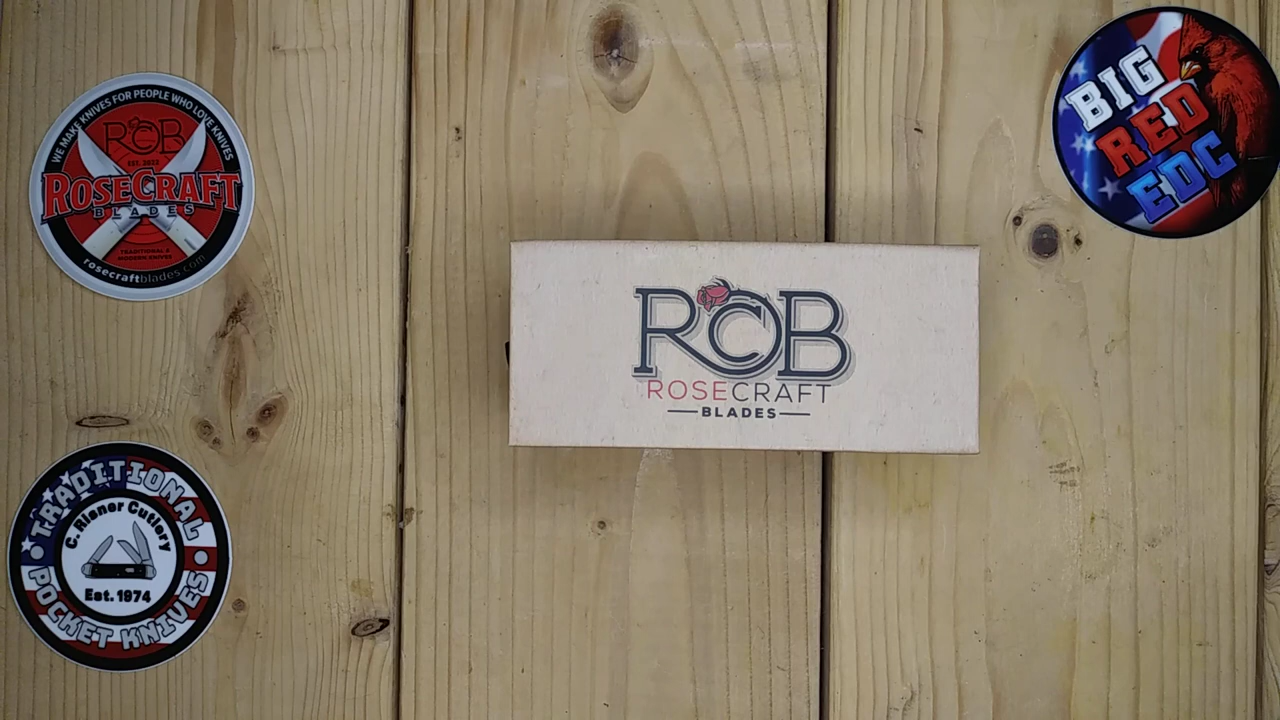 WE MAKE KNIVES FOR PEOPLE WHO LOVE KNIVES
RCB
EST. 2022
ROSECRAFT
BLADES
TRADITIONAL &
MODERN KNIVES
rosecraftblades.com
BIG
RED
EDC
RCB
ROSECRAFT
BLADES
TRADITIONAL
C. Risner Cutlery
Est. 1974
POCKET KNIVES